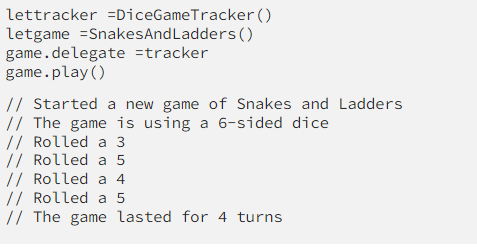 lettracker =DiceGameTracker()
letgame =SnakesAndLadders()
game.delegate =tracker
game.play()
// Started a new game of Snakes and Ladders
// The game is using a 6-sided dice
// Rolled a 3
// Rolled a 5
// Rolled a 4
// Rolled a 5
// The game lasted for 4 turns